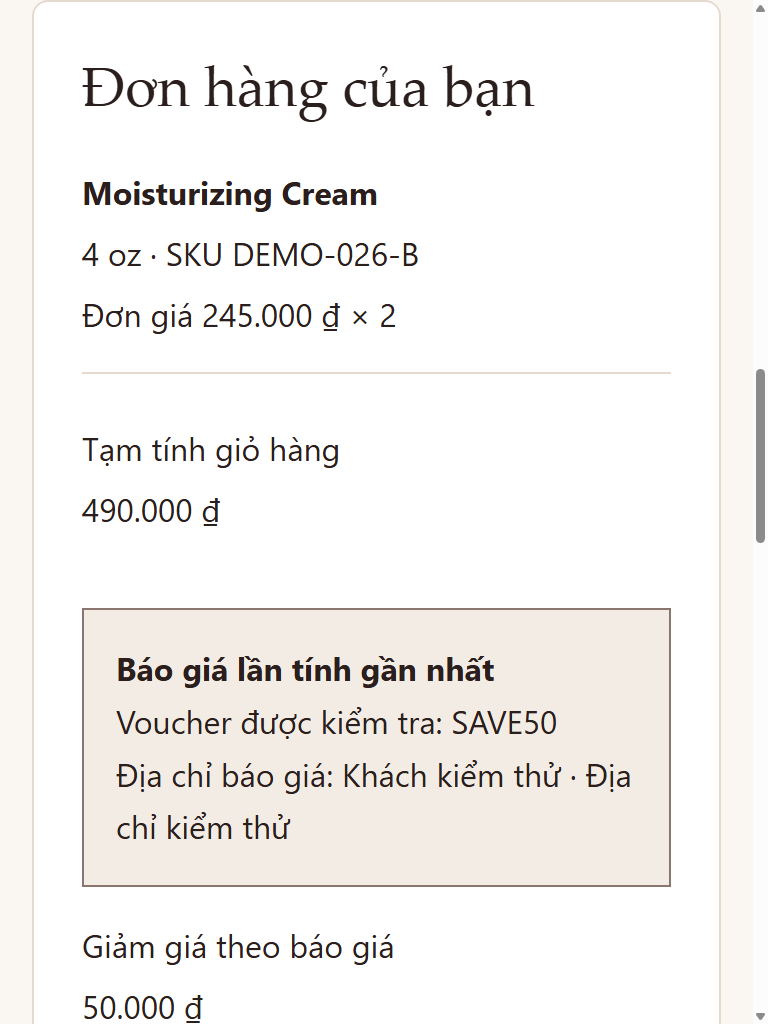 Đơn hàng của bạn
Moisturizing Cream
4 oz · SKU DEMO-026-B
Đơn giá 245.000 ₫ × 2
Tạm tính giỏ hàng
490.000 ₫
Báo giá lần tính gần nhất
Voucher được kiểm tra: SAVE50
Địa chỉ báo giá: Khách kiểm thử · Địa
chỉ kiểm thử
Giảm giá theo báo giá
50.000 ₫